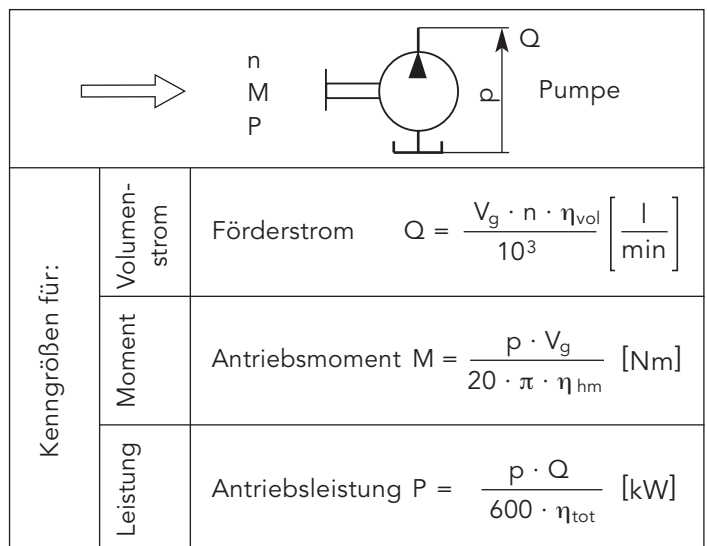 n
M
P
p
Q
Pumpe
Kenngrößen für:
Volumen-
strom
Förderstrom Q = V_g · n · η_vol / 10³ [l / min]
Moment
Antriebsmoment M = p · V_g / 20 · π · η_hm [Nm]
Leistung
Antriebsleistung P = p · Q / 600 · η_tot [kW]